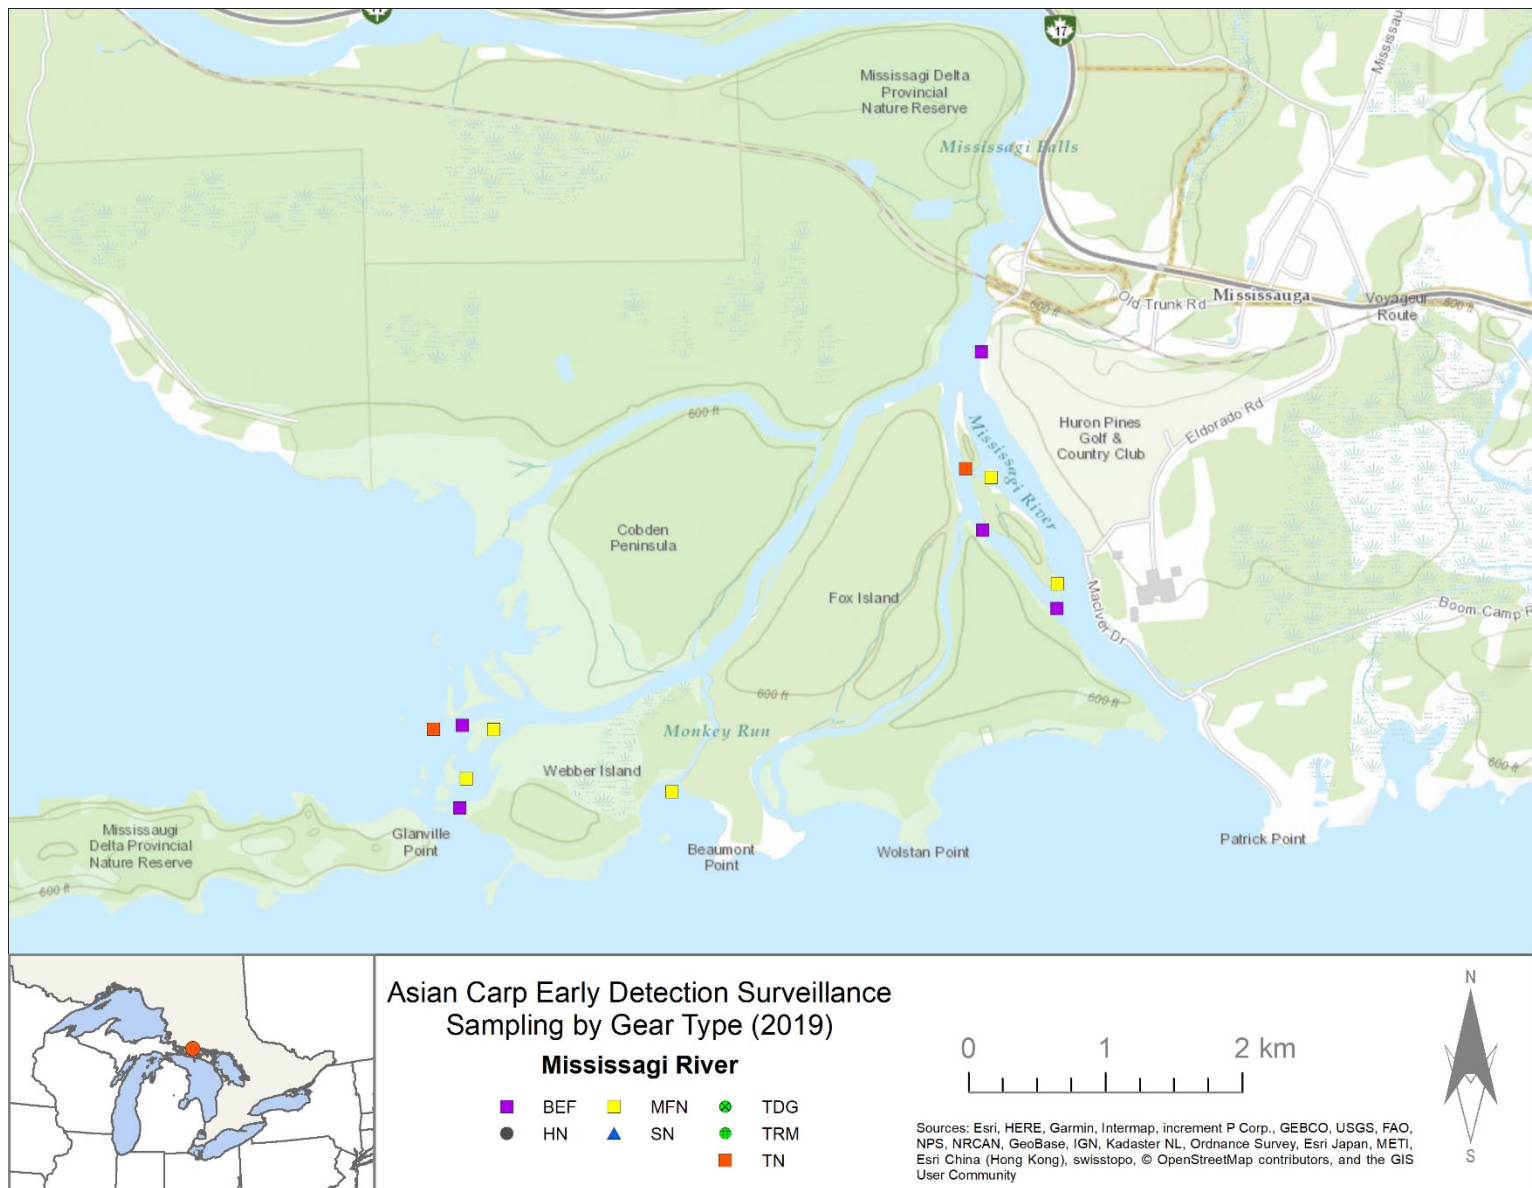 17
17
Mississau
Mississagi Delta
Provincial
Nature Reserve
Mississagi Falls
Old Trunk Rd
Mississauga
Voyageur
Route
600 ft
600 ft
600 ft
Huron Pines
Golf &
Country Club
Eldorado Rd
Mississagi River
Cobden
Peninsula
Fox Island
MacIver Dr
Boom Camp R
600 ft
600 ft
Monkey Run
Webber Island
600 ft
Mississaugi
Delta Provincial
Nature Reserve
600 ft
Glanville
Point
Beaumont
Point
Wolstan Point
Patrick Point
Asian Carp Early Detection Surveillance
Sampling by Gear Type (2019)
Mississagi River
BEF MFN TDG
HN SN TRM
TN
0 1 2 km
N
S
Sources: Esri, HERE, Garmin, Intermap, increment P Corp., GEBCO, USGS, FAO,
NPS, NRCAN, GeoBase, IGN, Kadaster NL, Ordnance Survey, Esri Japan, METI,
Esri China (Hong Kong), swisstopo, © OpenStreetMap contributors, and the GIS
User Community